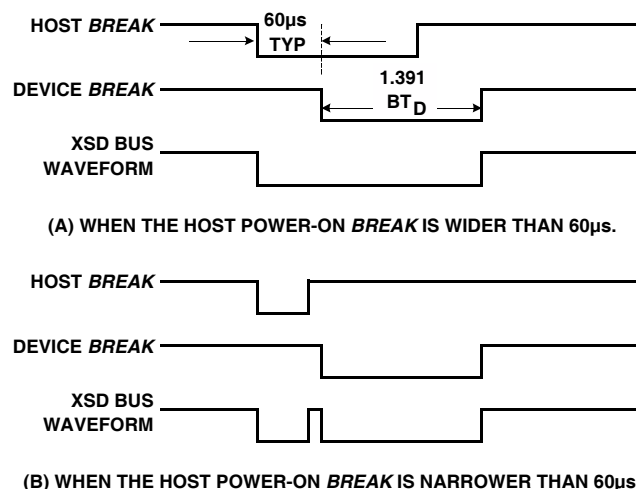 60µs
HOST BREAK
TYP
1.391
DEVICE BREAK
BTD
XSD BUS
WAVEFORM
(A) WHEN THE HOST POWER-ON BREAK IS WIDER THAN 60µs.
HOST BREAK
DEVICE BREAK
XSD BUS
WAVEFORM
(B) WHEN THE HOST POWER-ON BREAK IS NARROWER THAN 60µs